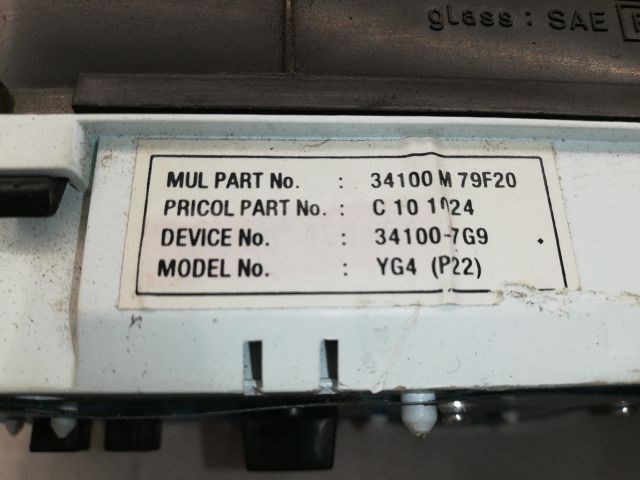 glass: SAE
MUL PART No. : 34100 M 79F20
PRICOL PART No. : C 10 1024
DEVICE No. : 34100-7G9
MODEL No. : YG4 (P22)